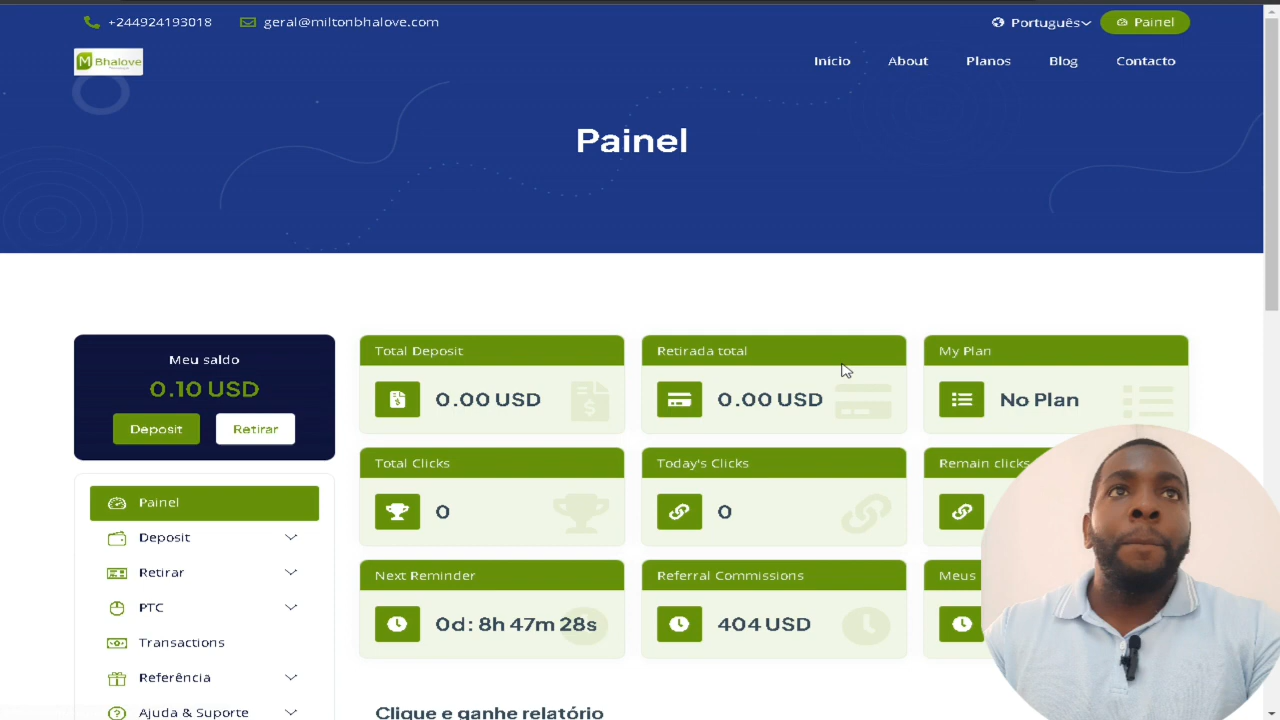 +244924193018
geral@miltonbhalove.com
Português
Painel
M Bhalove
Inicio
About
Planos
Blog
Contacto
Painel
Meu saldo
0.10 USD
Deposit
Retirar
Painel
Deposit
Retirar
PTC
Transactions
Referência
Ajuda & Suporte
Total Deposit
0.00 USD
Retirada total
0.00 USD
My Plan
No Plan
Total Clicks
0
Today's Clicks
0
Remain clicks
Next Reminder
0d: 8h 47m 28s
Referral Commissions
404 USD
Meus
Clique e ganhe relatório